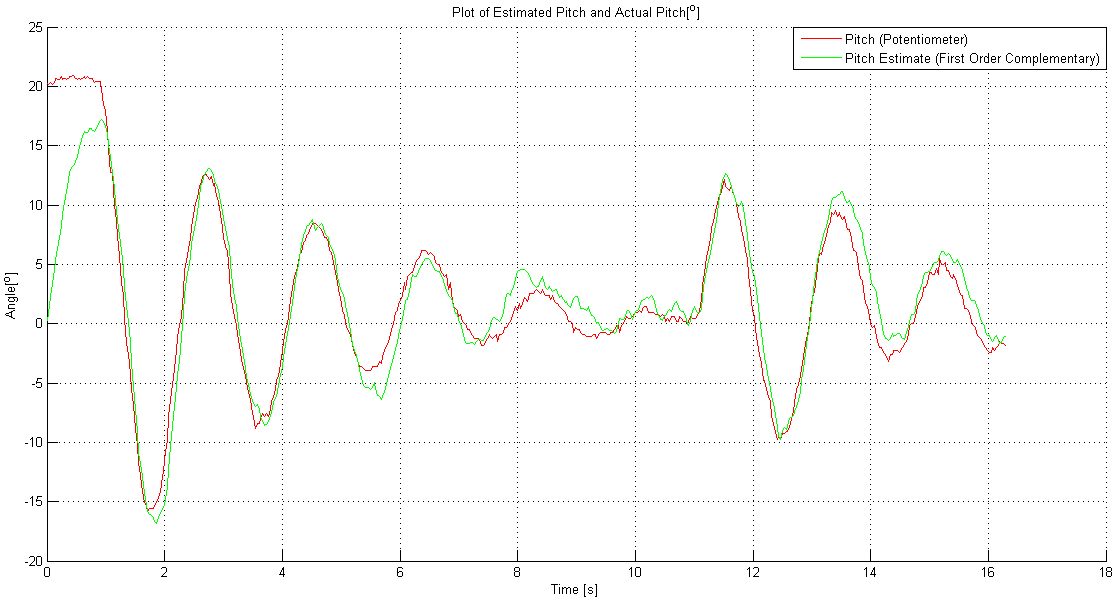 Plot of Estimated Pitch and Actual Pitch[o]
Pitch (Potentiometer)
Pitch Estimate (First Order Complementary)
25
20
15
10
5
0
-5
-10
-15
-20
Angle[o]
0 2 4 6 8 10 12 14 16 18
Time [s]